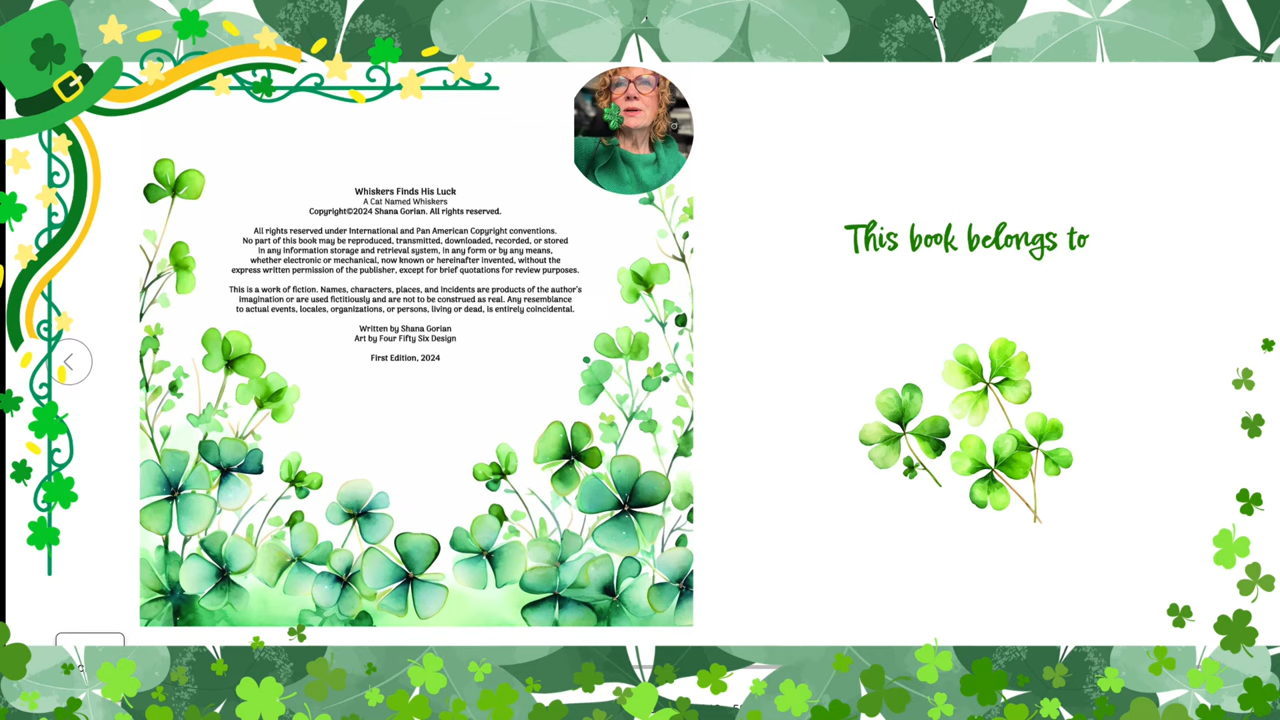 Whiskers Finds His Luck
A Cat Named Whiskers
Copyright©2024 Shana Gorian. All rights reserved.
All rights reserved under International and Pan American Copyright conventions.
No part of this book may be reproduced, transmitted, downloaded, recorded, or stored
in any information storage and retrieval system, in any form or by any means,
whether electronic or mechanical, now known or hereinafter invented, without the
express written permission of the publisher, except for brief quotations for review purposes.
This is a work of fiction. Names, characters, places, and incidents are products of the author's
imagination or are used fictitiously and are not to be construed as real. Any resemblance
to actual events, locales, organizations, or persons, living or dead, is entirely coincidental.
Written by Shana Gorian
Art by Four Fifty Six Design
First Edition, 2024
This book belongs to